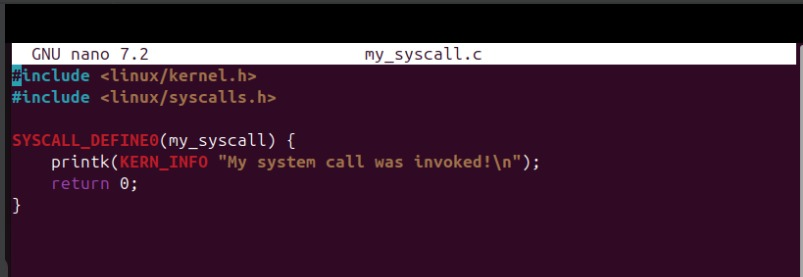 GNU nano 7.2 my_syscall.c
#include <linux/kernel.h>
#include <linux/syscalls.h>
SYSCALL_DEFINE0(my_syscall) {
    printk(KERN_INFO "My system call was invoked!\n");
    return 0;
}